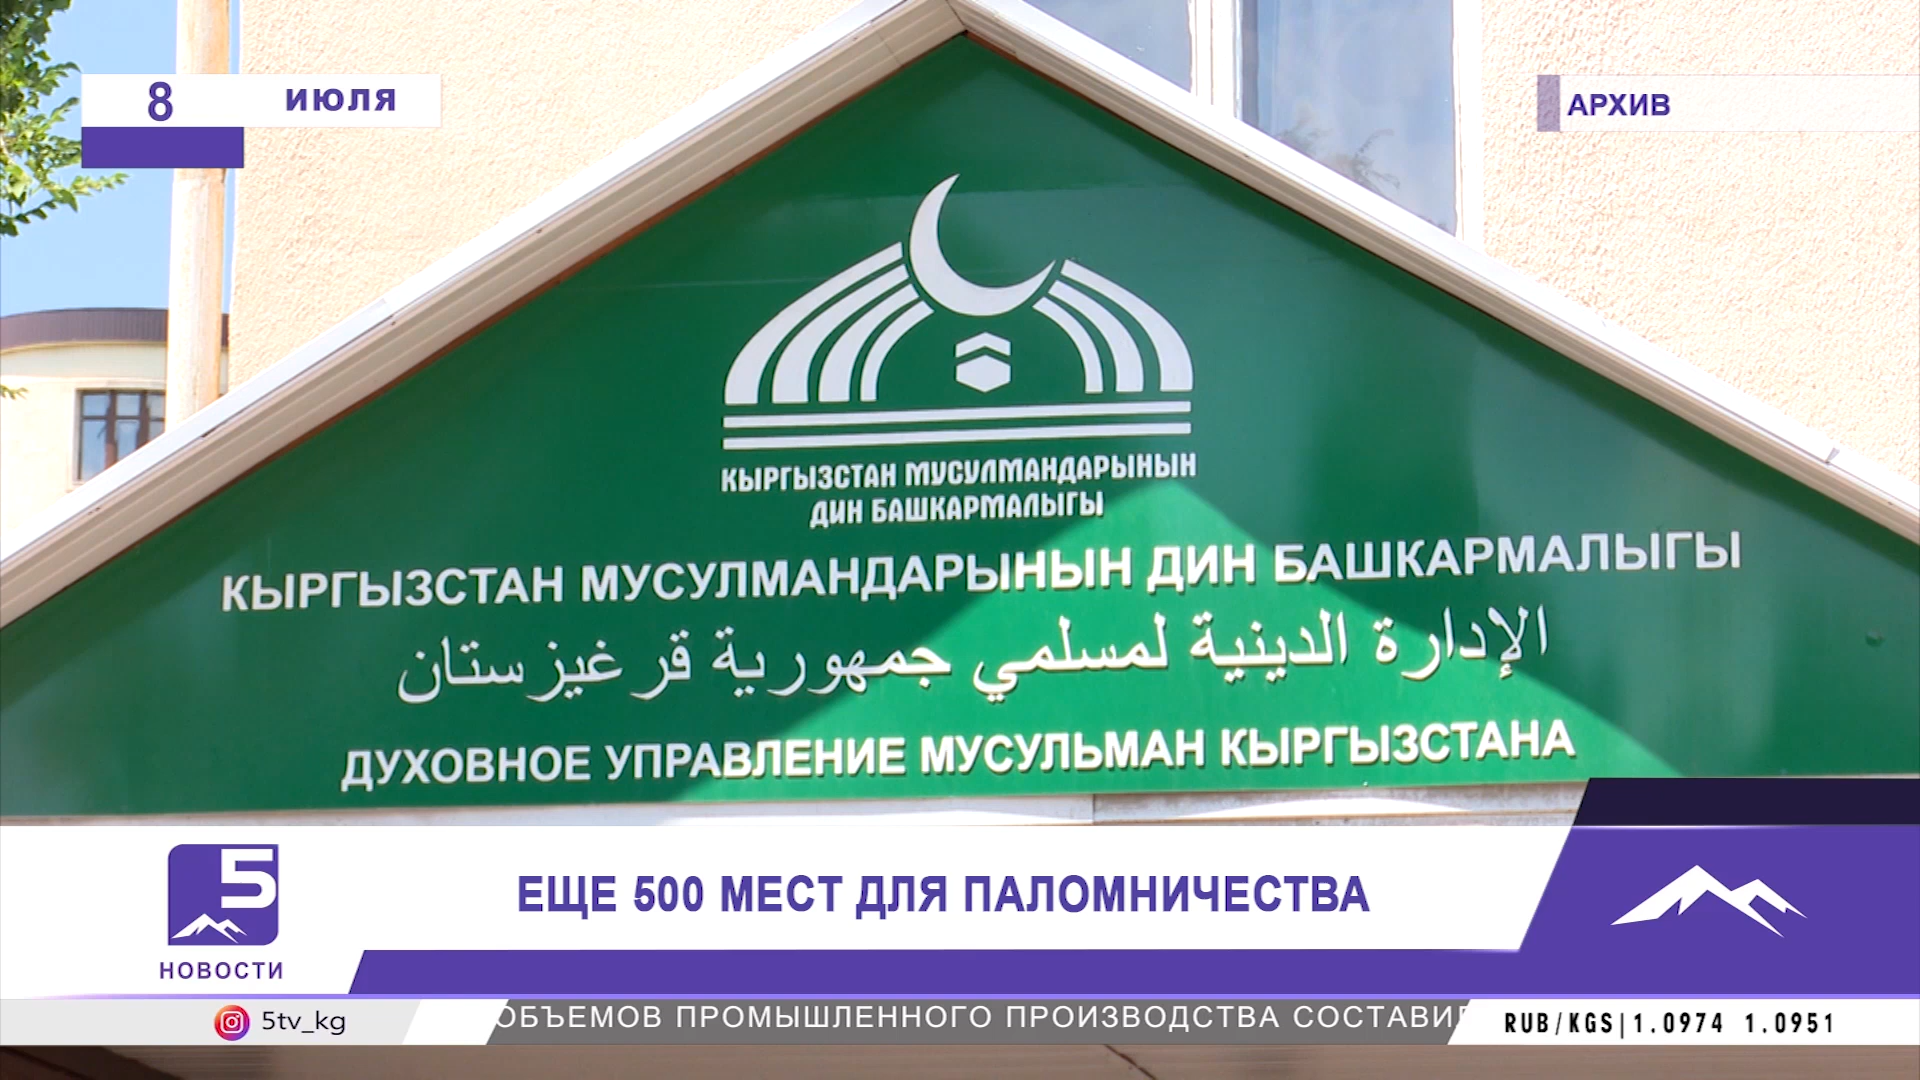 8 ИЮЛЯ
АРХИВ
КЫРГЫЗСТАН МУСУЛМАНДАРЫНЫН
ДИН БАШКАРМАЛЫГЫ
КЫРГЫЗСТАН МУСУЛМАНДАРЫНЫН ДИН БАШКАРМАЛЫГЫ
الإدارة الدينية لمسلمي جمهورية قرغيزستان
ДУХОВНОЕ УПРАВЛЕНИЕ МУСУЛЬМАН КЫРГЫЗСТАНА
5
НОВОСТИ
ЕЩЕ 500 МЕСТ ДЛЯ ПАЛОМНИЧЕСТВА
5tv_kg
ОБЪЕМОВ ПРОМЫШЛЕННОГО ПРОИЗВОДСТВА СОСТАВИ
RUB/KGS|1.0974 1.0951